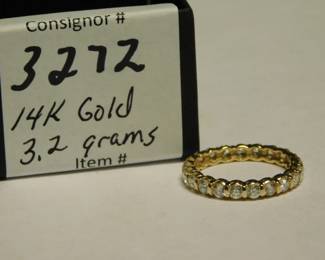 Consignor #
3272
14K Gold
3.2 grams
Item #